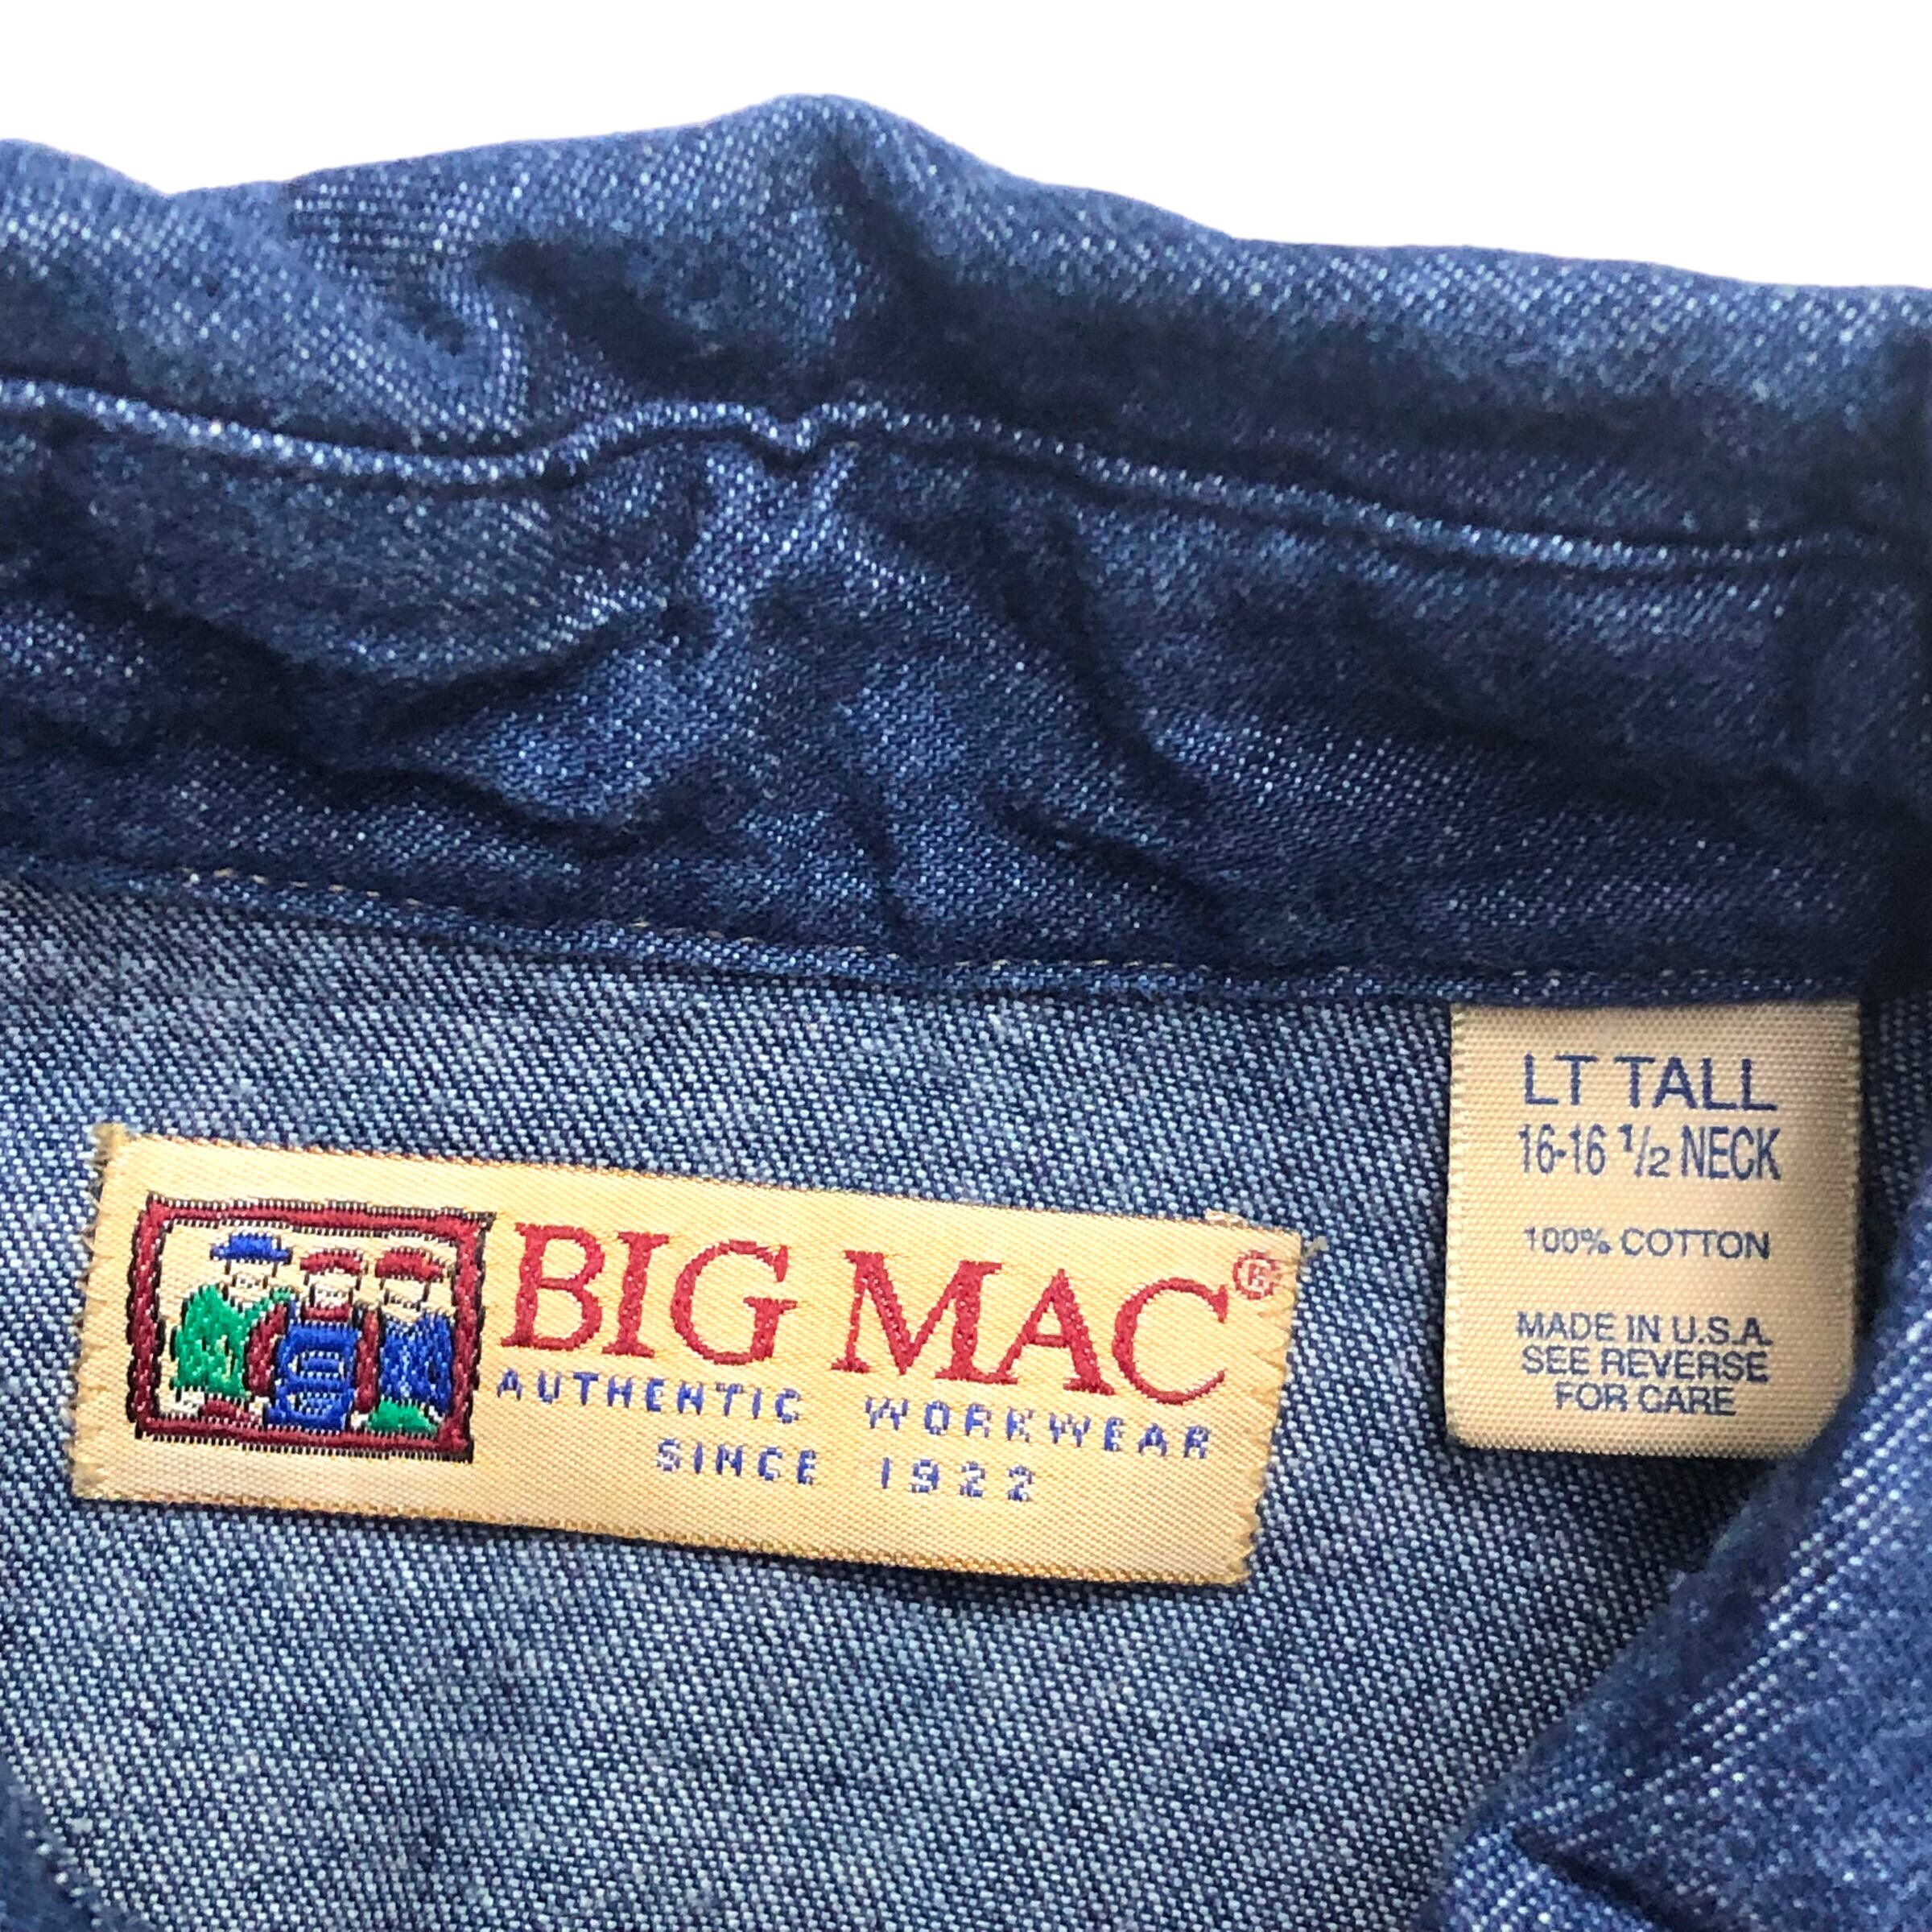 BIG MAC®
AUTHENTIC WORKWEAR
SINCE 1922
LT TALL
16-16 1/2 NECK
100% COTTON
MADE IN U.S.A.
SEE REVERSE
FOR CARE